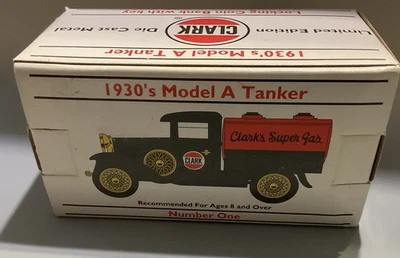 Limited Edition
CLARK
Die Cast Metal
Locking Coin Bank with key
1930's Model A Tanker
1930's Model A Tanker
Clark's Super Gas
CLARK
Recommended For Ages 8 and Over
Number One